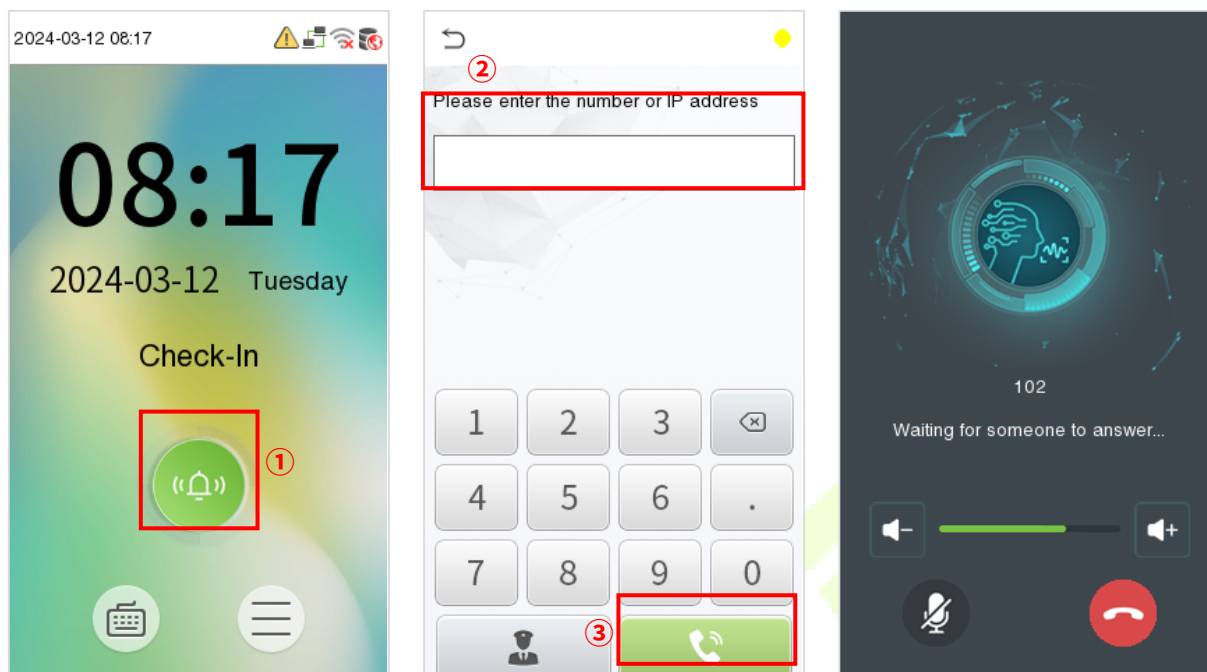 2024-03-12 08:17
08:17
2024-03-12 Tuesday
Check-In
①
②
Please enter the number or IP address
1 2 3
4 5 6 .
7 8 9 0
③
102
Waiting for someone to answer...